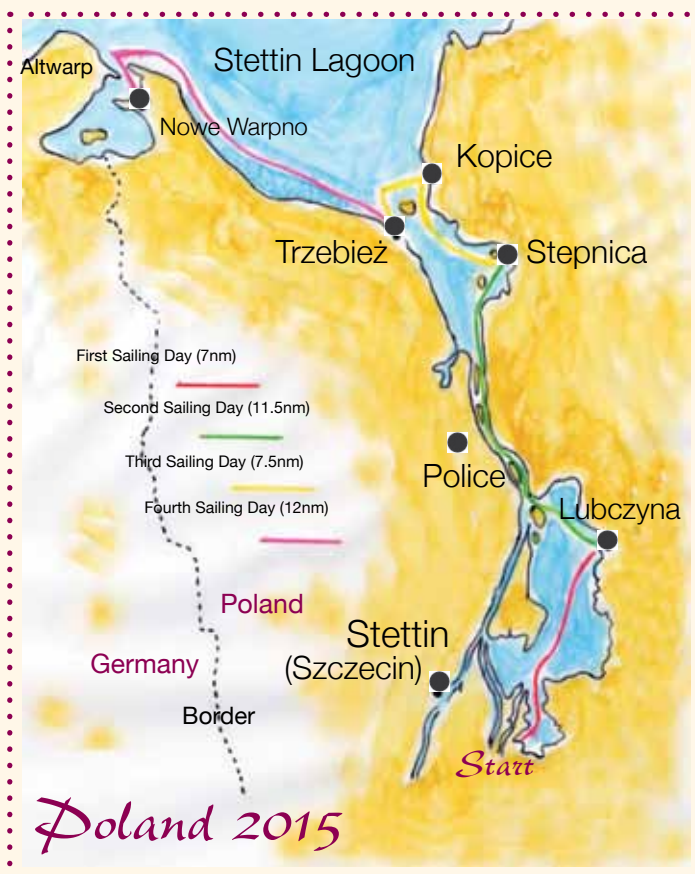 Altwarp
Stettin Lagoon
Nowe Warpno
Kopice
Trzebież
Stepnica
First Sailing Day (7nm)
Second Sailing Day (11.5nm)
Third Sailing Day (7.5nm)
Fourth Sailing Day (12nm)
Police
Lubczyna
Poland
Stettin
(Szczecin)
Germany
Border
Start
Poland 2015